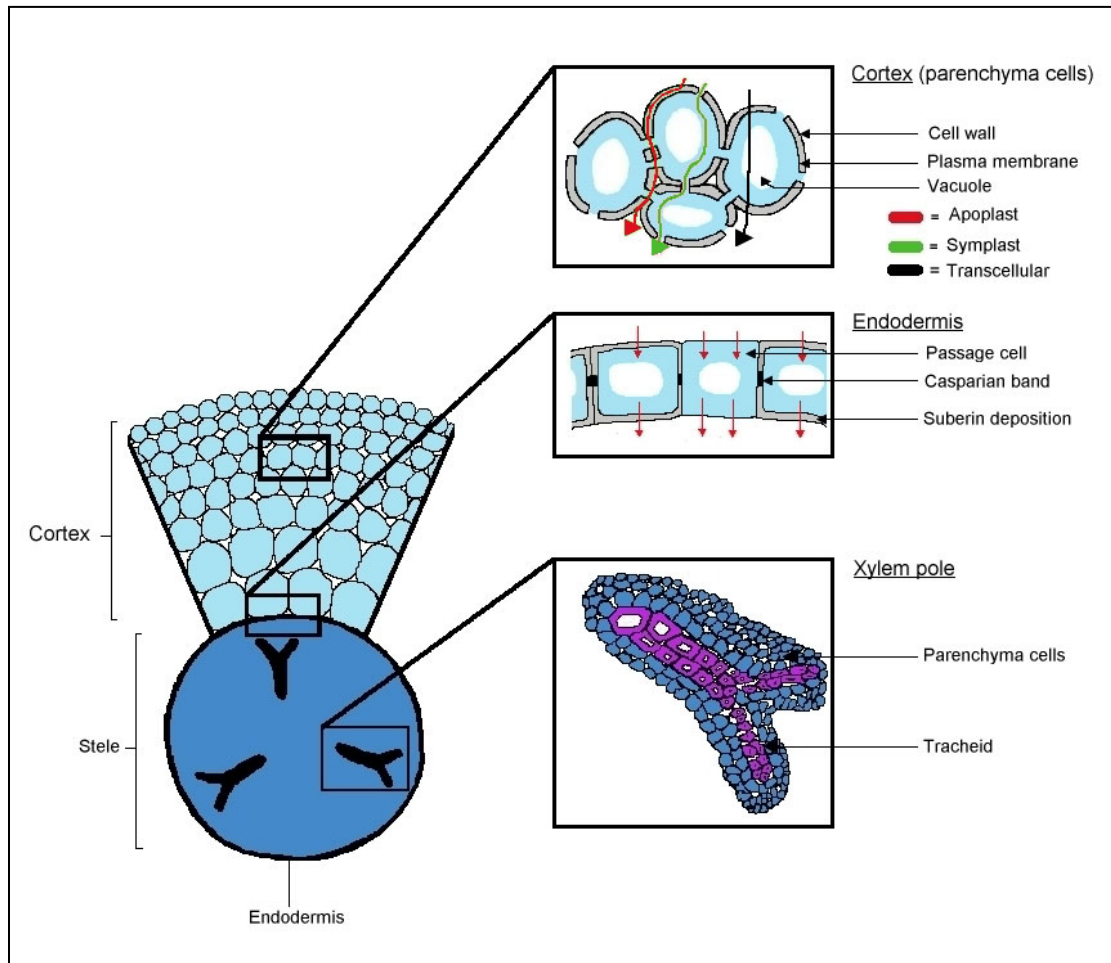 Cortex (parenchyma cells)
Cell wall
Plasma membrane
Vacuole
= Apoplast
= Symplast
= Transcellular
Endodermis
Passage cell
Casparian band
Suberin deposition
Cortex
Xylem pole
Parenchyma cells
Stele
Tracheid
Endodermis